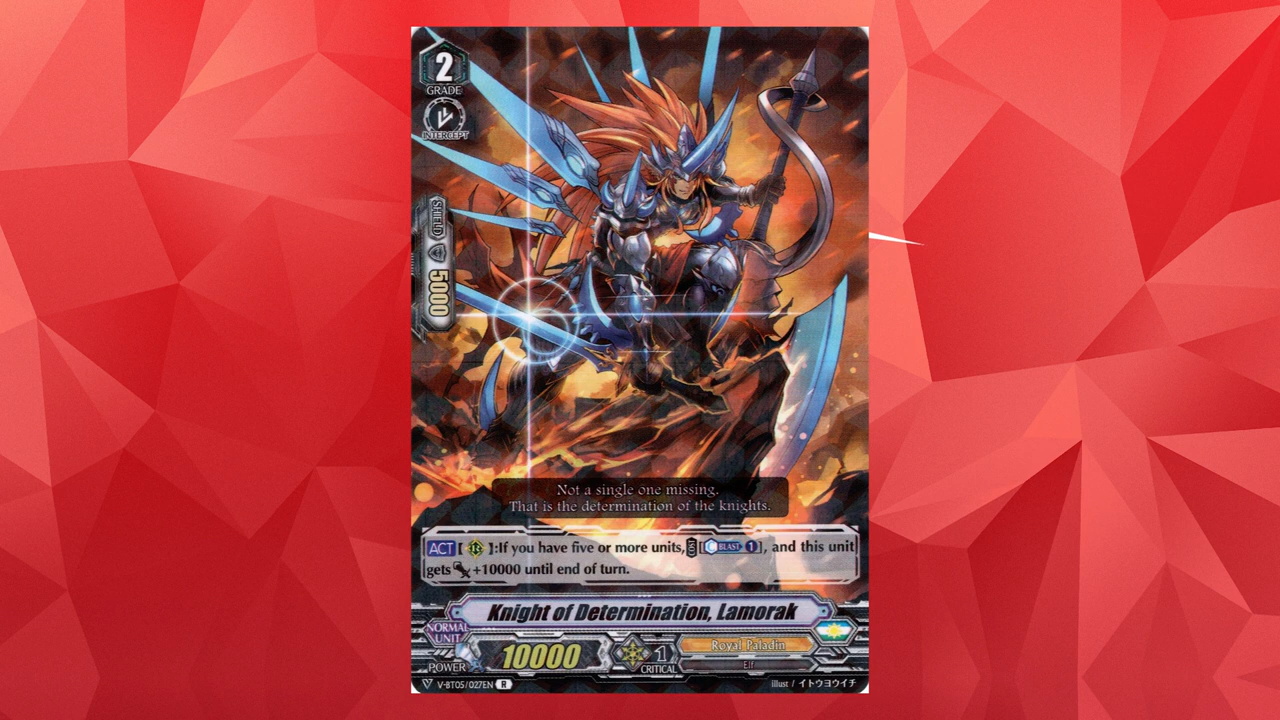 2
GRADE
INTERCEPT
SHIELD
5000
Not a single one missing.
That is the determination of the knights.
ACT [ R ]:If you have five or more units, COST [ BLAST 1 ], and this unit
gets +10000 until end of turn.
Knight of Determination, Lamorak
NORMAL
UNIT
POWER
10000
1
CRITICAL
Royal Paladin
Elf
V-BT05/027EN R
illust / イトウヨウイチ